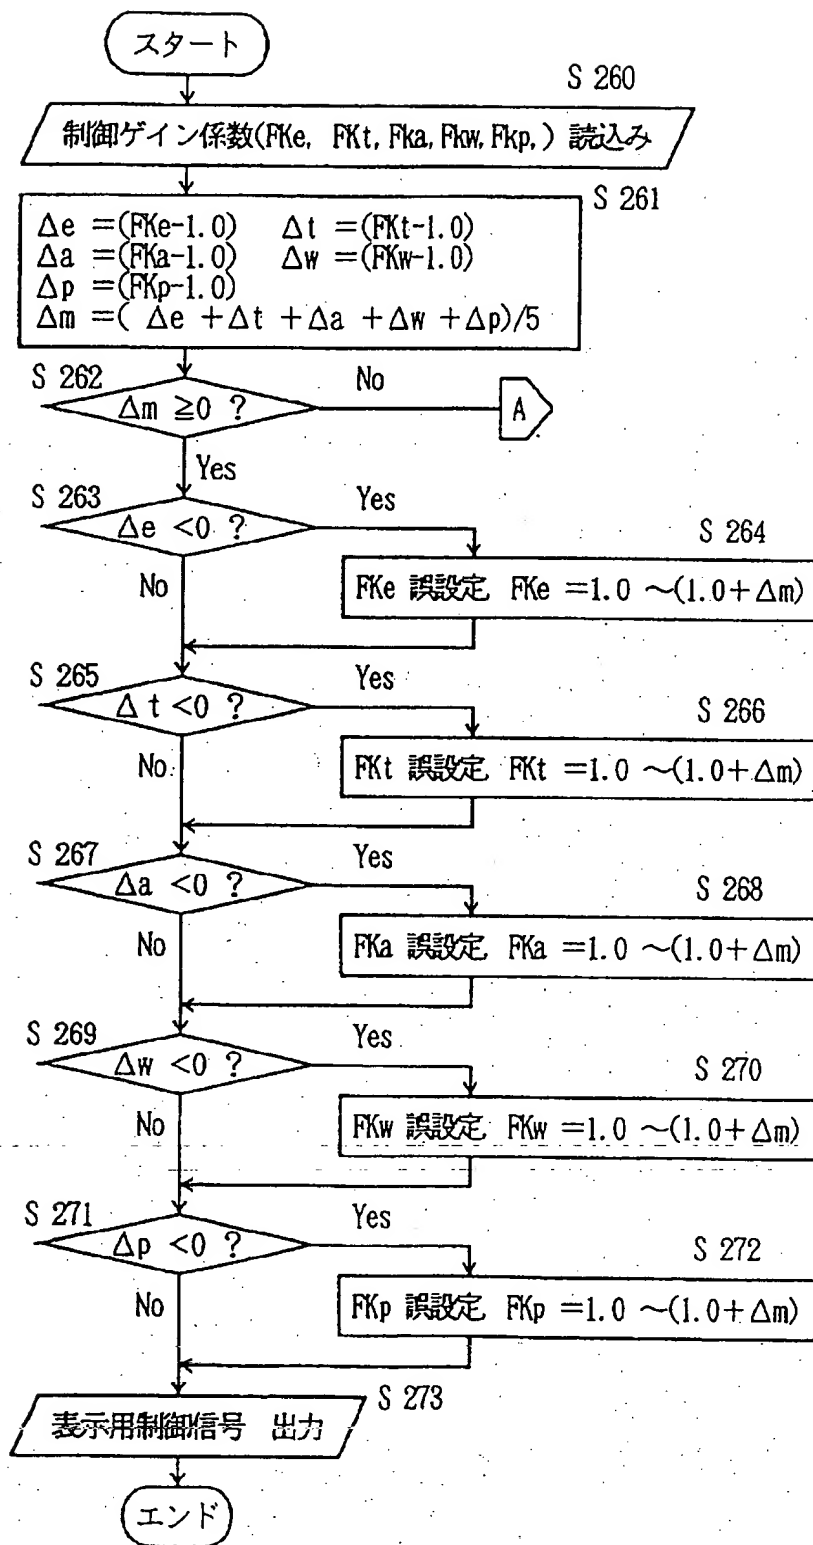 スタート
S 260
制御ゲイン係数(FKe, FKt, Fka, Fkw, Fkp,) 読込み
S 261
Δe =(FKe-1.0) Δt =(FKt-1.0)
Δa =(FKa-1.0) Δw =(FKw-1.0)
Δp =(FKp-1.0)
Δm =( Δe +Δt +Δa +Δw +Δp)/5
S 262
Δm ≧0 ?
No
A
Yes
S 263
Δe <0 ?
Yes
No
S 264
FKe 誤設定 FKe =1.0 ~(1.0+Δm)
S 265
Δt <0 ?
Yes
No
S 266
FKt 誤設定 FKt =1.0 ~(1.0+Δm)
S 267
Δa <0 ?
Yes
No
S 268
FKa 誤設定 FKa =1.0 ~(1.0+Δm)
S 269
Δw <0 ?
Yes
No
S 270
FKw 誤設定 FKw =1.0 ~(1.0+Δm)
S 271
Δp <0 ?
Yes
No
S 272
FKp 誤設定 FKp =1.0 ~(1.0+Δm)
S 273
表示用制御信号 出力
エンド